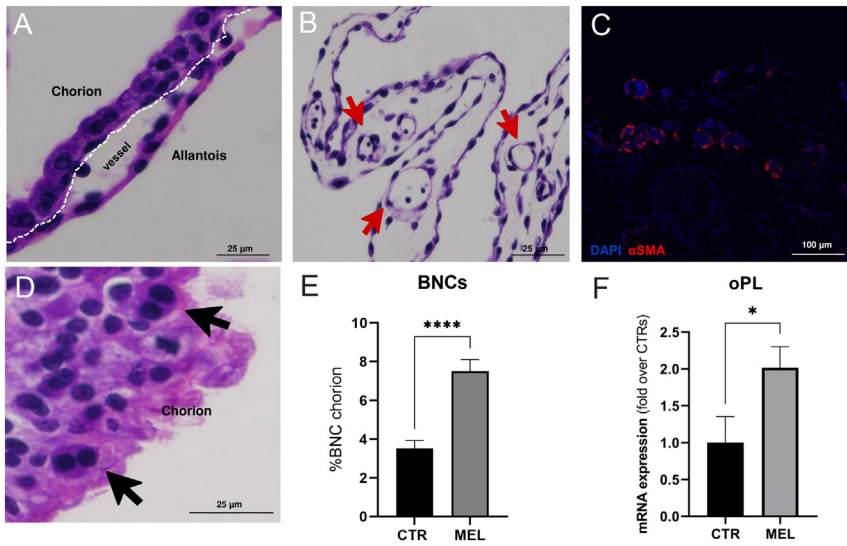 A
Chorion
vessel
Allantois
25 µm
B
25 µm
C
DAPI αSMA
100 µm
D
Chorion
25 µm
E
BNCs
%BNC chorion
10
8
6
4
2
0
****
CTR MEL
F
oPL
mRNA expression (fold over CTRs)
2.5
2.0
1.5
1.0
0.5
0.0
*
CTR MEL